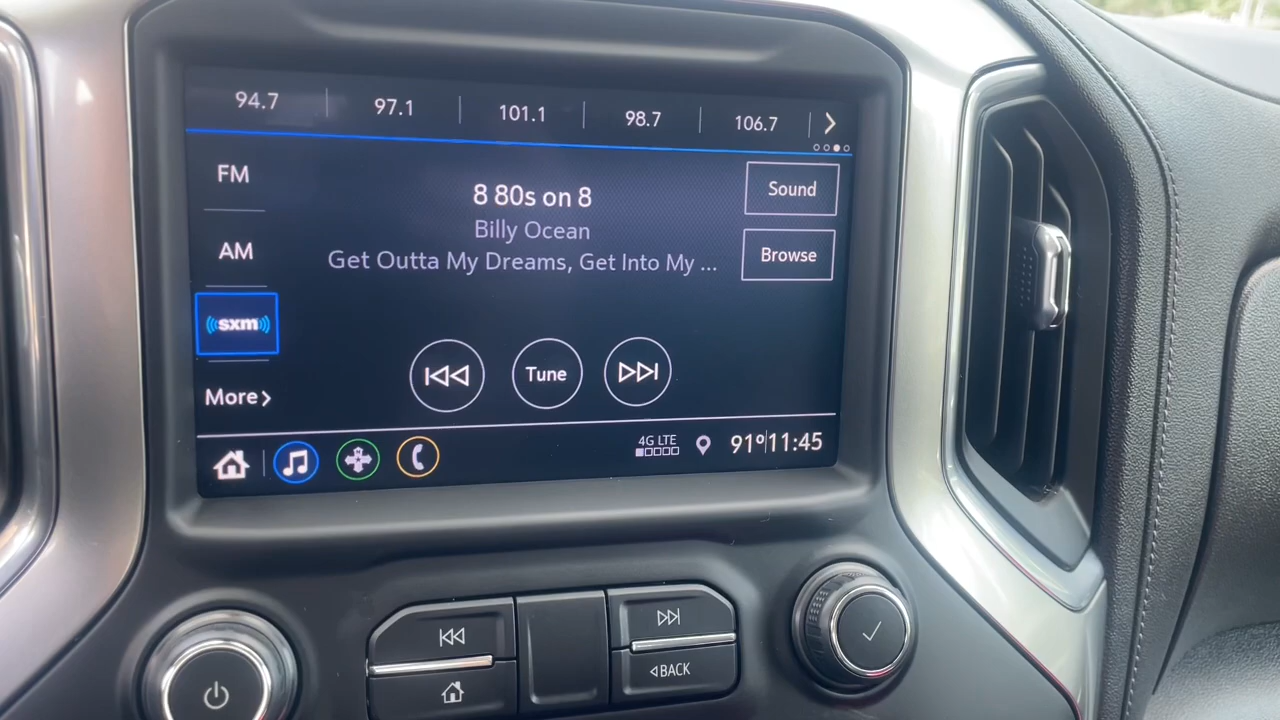 94.7 97.1 101.1 98.7 106.7
FM
8 80s on 8
Sound
Billy Ocean
AM
Get Outta My Dreams, Get Into My ...
Browse
sxm
Tune
More
4G LTE
91° 11:45
BACK